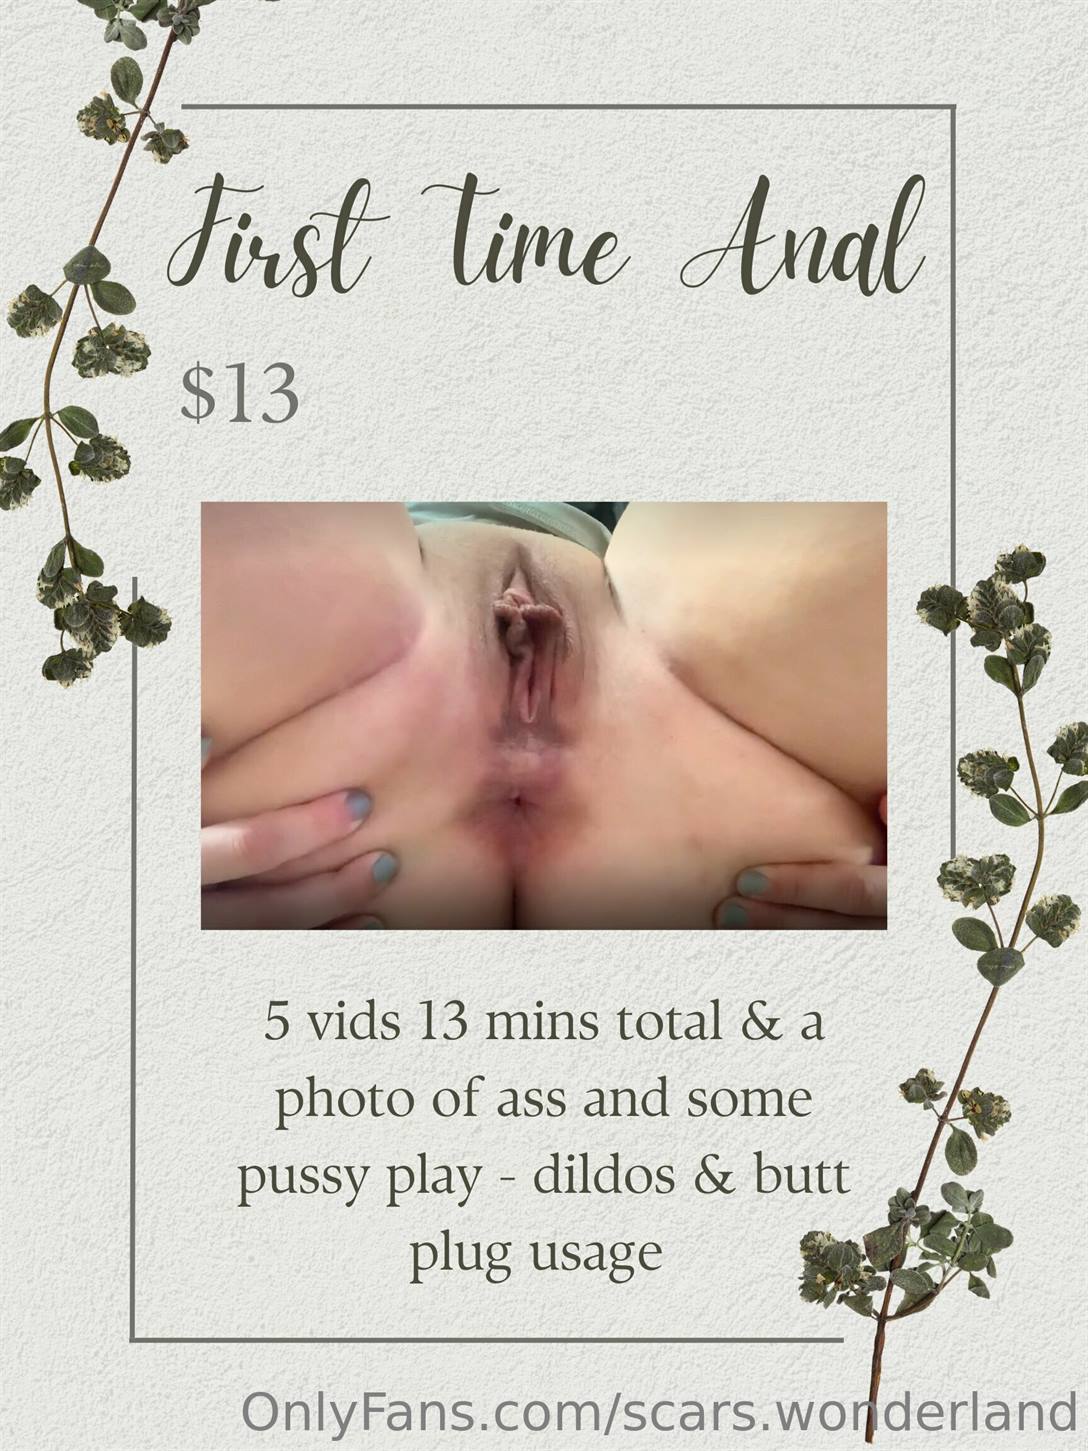 First Time Anal
$13
5 vids 13 mins total & a
photo of ass and some
pussy play - dildos & butt
plug usage
OnlyFans.com/scars.wonderland